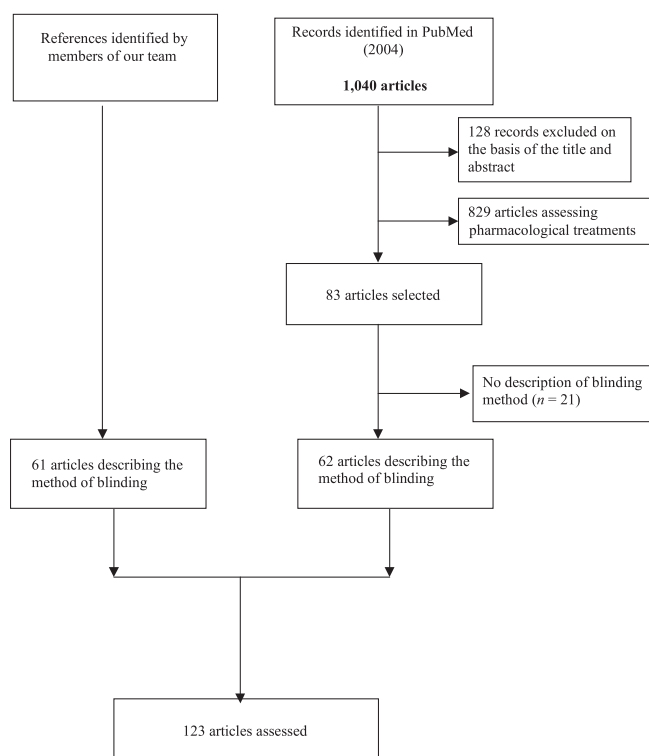 References identified by
members of our team
Records identified in PubMed
(2004)
1,040 articles
128 records excluded on
the basis of the title and
abstract
829 articles assessing
pharmacological treatments
83 articles selected
No description of blinding
method (n = 21)
61 articles describing the
method of blinding
62 articles describing the
method of blinding
123 articles assessed